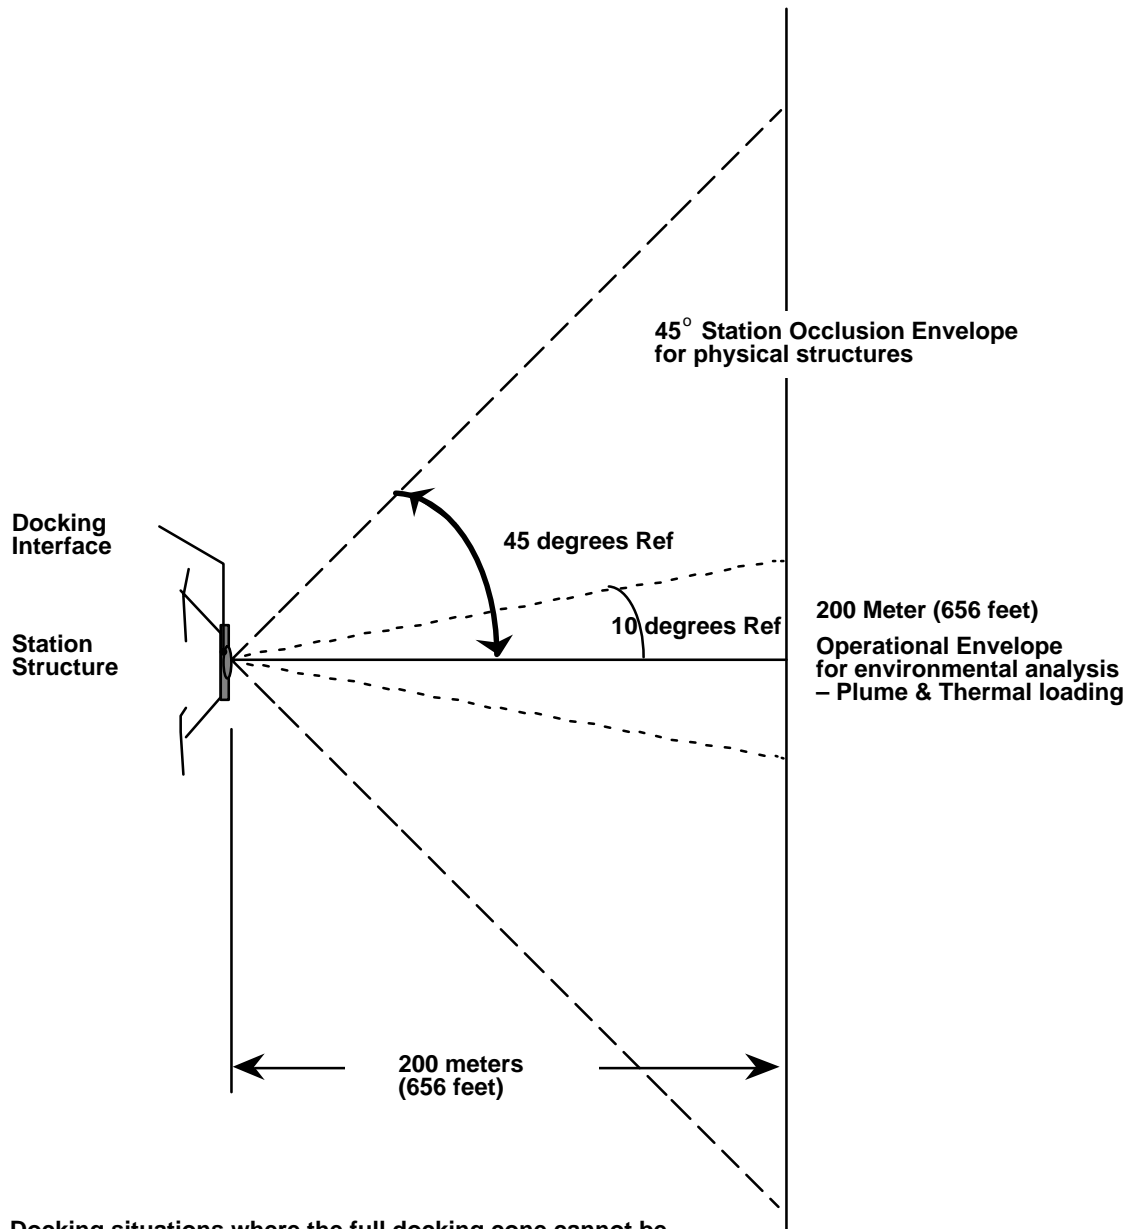 45° Station Occlusion Envelope
for physical structures
Docking
Interface
45 degrees Ref
10 degrees Ref
Station
Structure
200 Meter (656 feet)
Operational Envelope
for environmental analysis
– Plume & Thermal loading
200 meters
(656 feet)
Docking situations where the full docking cone cannot be